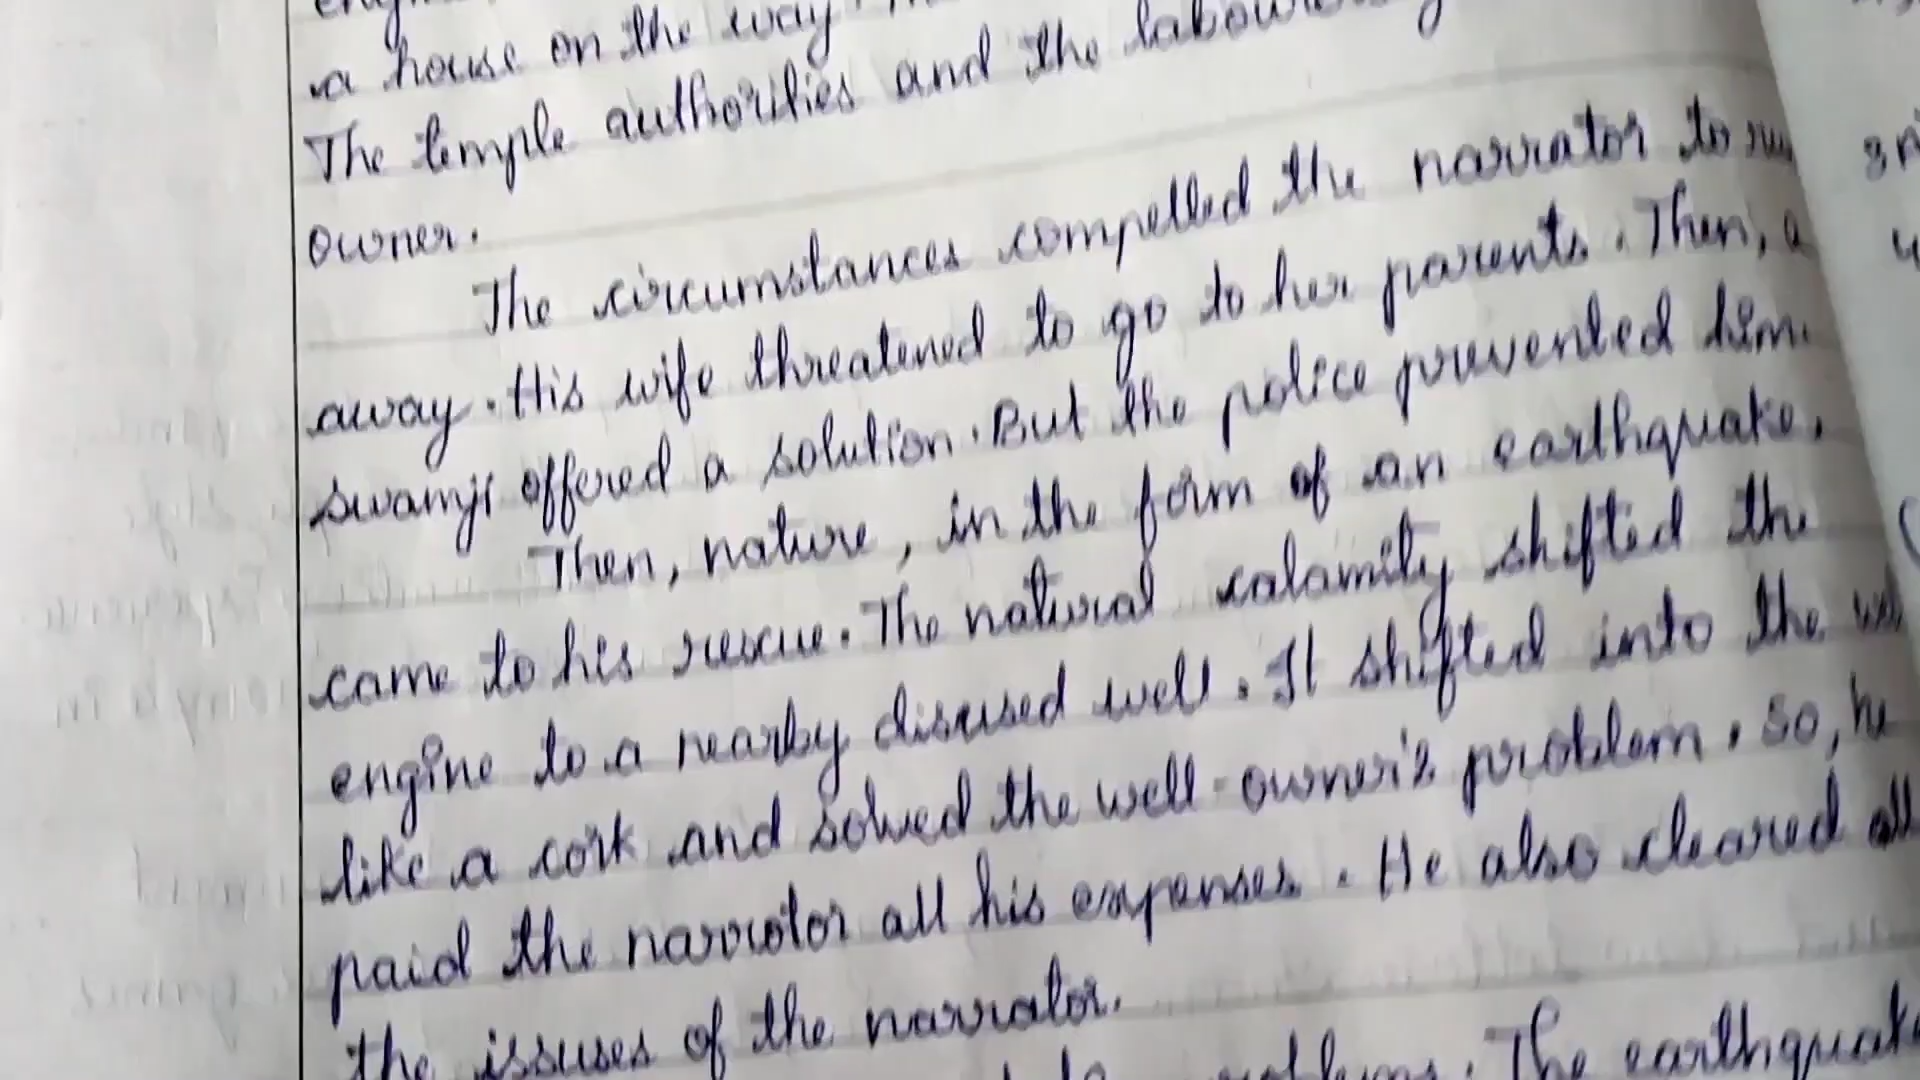 a house on the way
The temple authorities and the
owner.
The circumstances compelled the narrator to
away. His wife threatened to go to her parents. Then, a
swamji offered a solution. But the police prevented him.
Then, nature, in the form of an earthquake,
came to his rescue. The natural calamity shifted the
engine to a nearby disused well. It shifted into the
like a cork and solved the well-owner's problem. So, he
paid the narrator all his expenses. He also cleared all
the issues of the narrator.
The earthquake